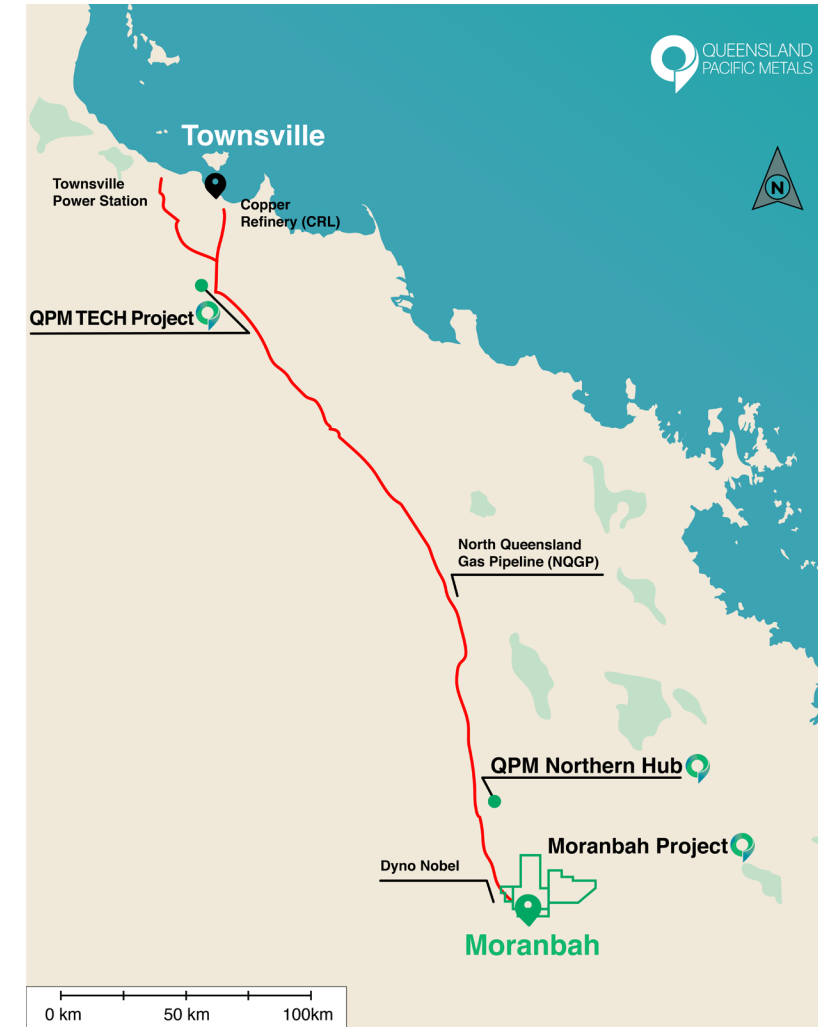 QUEENSLAND
PACIFIC METALS
Townsville
N
Townsville
Power Station
Copper
Refinery (CRL)
QPM TECH Project
North Queensland
Gas Pipeline (NQGP)
QPM Northern Hub
Moranbah Project
Dyno Nobel
Moranbah
0 km 50 km 100km